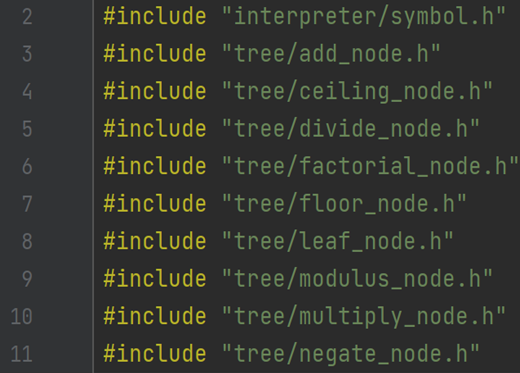 2 #include "interpreter/symbol.h"
3 #include "tree/add_node.h"
4 #include "tree/ceiling_node.h"
5 #include "tree/divide_node.h"
6 #include "tree/factorial_node.h"
7 #include "tree/floor_node.h"
8 #include "tree/leaf_node.h"
9 #include "tree/modulus_node.h"
10 #include "tree/multiply_node.h"
11 #include "tree/negate_node.h"